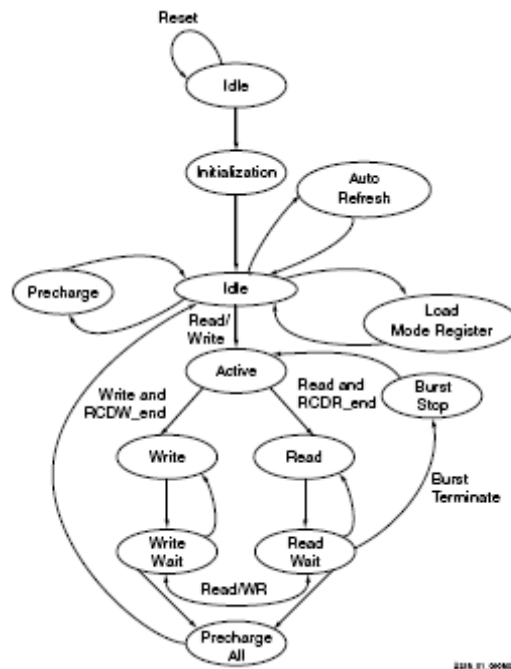 Reset
Idle
Initialization
Auto
Refresh
Precharge
Idle
Load
Mode Register
Read/
Write
Active
Write and
RCDW_end
Read and
RCDR_end
Burst
Stop
Write
Read
Burst
Terminate
Write
Wait
Read
Wait
Read/WR
Precharge
All